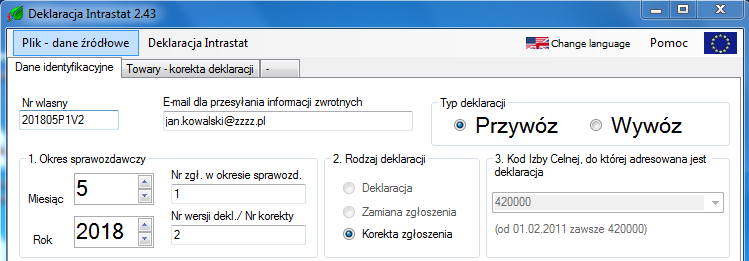 Deklaracja Intrastat 2.43
Plik - dane źródłowe Deklaracja Intrastat Change language Pomoc
Dane identyfikacyjne Towary - korekta deklaracji -
Nr własny E-mail dla przesyłania informacji zwrotnych Typ deklaracji
201805P1V2 jan.kowalski@zzzz.pl Przywóz Wywóz
1. Okres sprawozdawczy 2. Rodzaj deklaracji 3. Kod Izby Celnej, do której adresowana jest
deklaracja
Nr zgł. w okresie sprawozd.
Miesiąc 5 1 Deklaracja 420000
Nr wersji dekl./ Nr korekty Zamiana zgłoszenia (od 01.02.2011 zawsze 420000)
Rok 2018 2 Korekta zgłoszenia